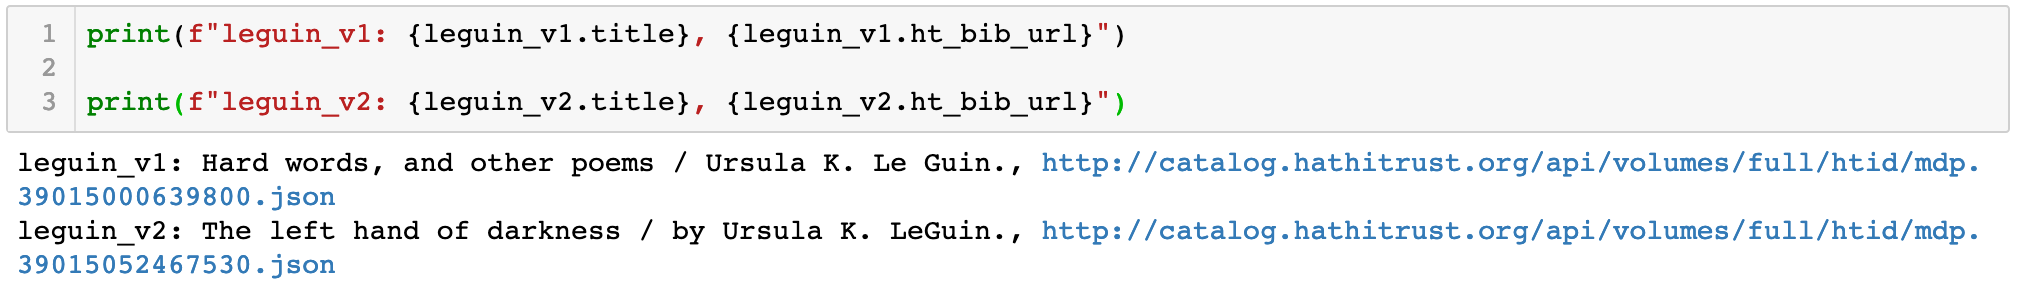 1 print(f"leguin_v1: {leguin_v1.title}, {leguin_v1.ht_bib_url}")
2
3 print(f"leguin_v2: {leguin_v2.title}, {leguin_v2.ht_bib_url}")
leguin_v1: Hard words, and other poems / Ursula K. Le Guin., http://catalog.hathitrust.org/api/volumes/full/htid/mdp.
39015000639800.json
leguin_v2: The left hand of darkness / by Ursula K. LeGuin., http://catalog.hathitrust.org/api/volumes/full/htid/mdp.
39015052467530.json